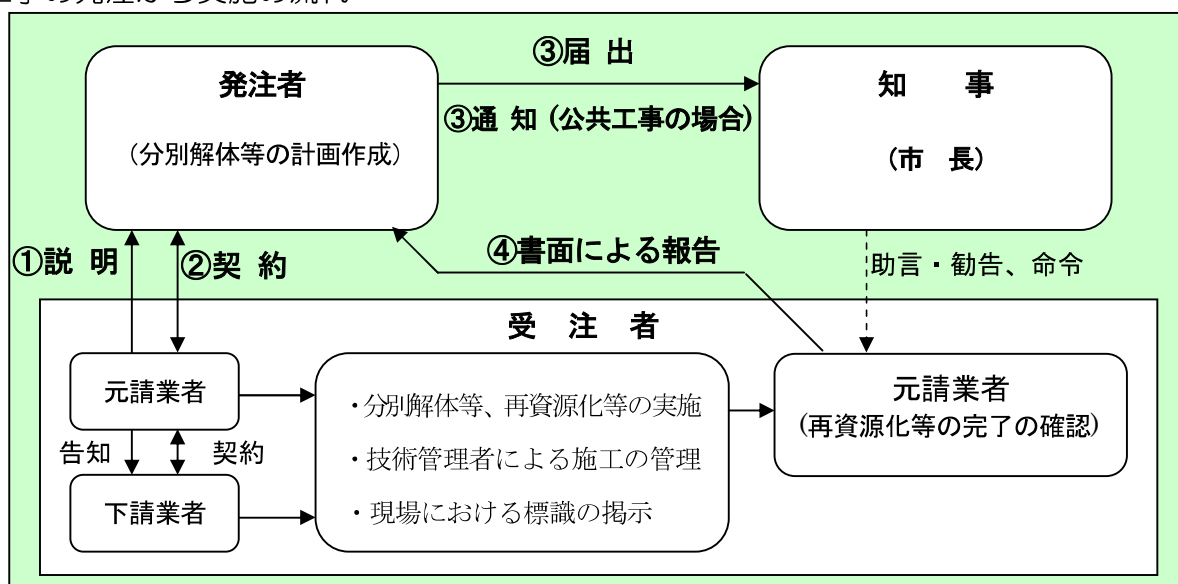 ③届 出
発注者
(分別解体等の計画作成)
③通 知 (公共工事の場合)
知 事
(市 長)
①説 明
②契 約
④書面による報告
助言・勧告、命令
受 注 者
元請業者
告知
契約
下請業者
・分別解体等、再資源化等の実施
・技術管理者による施工の管理
・現場における標識の掲示
元請業者
(再資源化等の完了の確認)